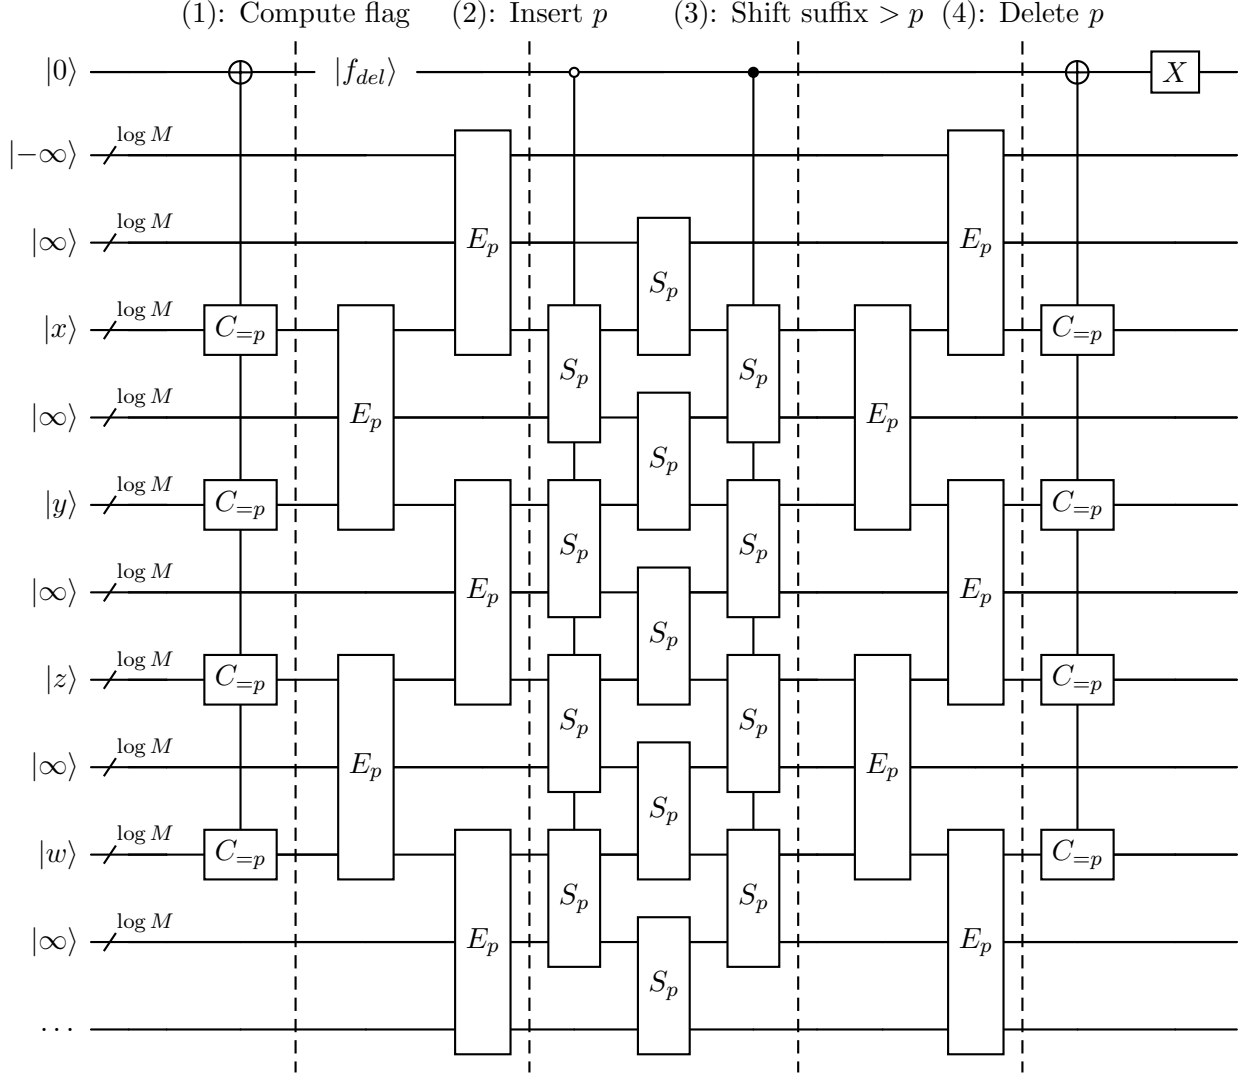 (1): Compute flag (2): Insert p (3): Shift suffix > p (4): Delete p
|0⟩ |f_{del}⟩ X
|−∞⟩ log M
E_p E_p
|∞⟩ log M
S_p
|x⟩ log M C_{=p} C_{=p}
S_p S_p
|∞⟩ log M E_p E_p
S_p
|y⟩ log M C_{=p} C_{=p}
S_p S_p
|∞⟩ log M E_p E_p
S_p
|z⟩ log M C_{=p} C_{=p}
S_p S_p
|∞⟩ log M E_p E_p
S_p
|w⟩ log M C_{=p} C_{=p}
S_p S_p
|∞⟩ log M E_p E_p
S_p
...